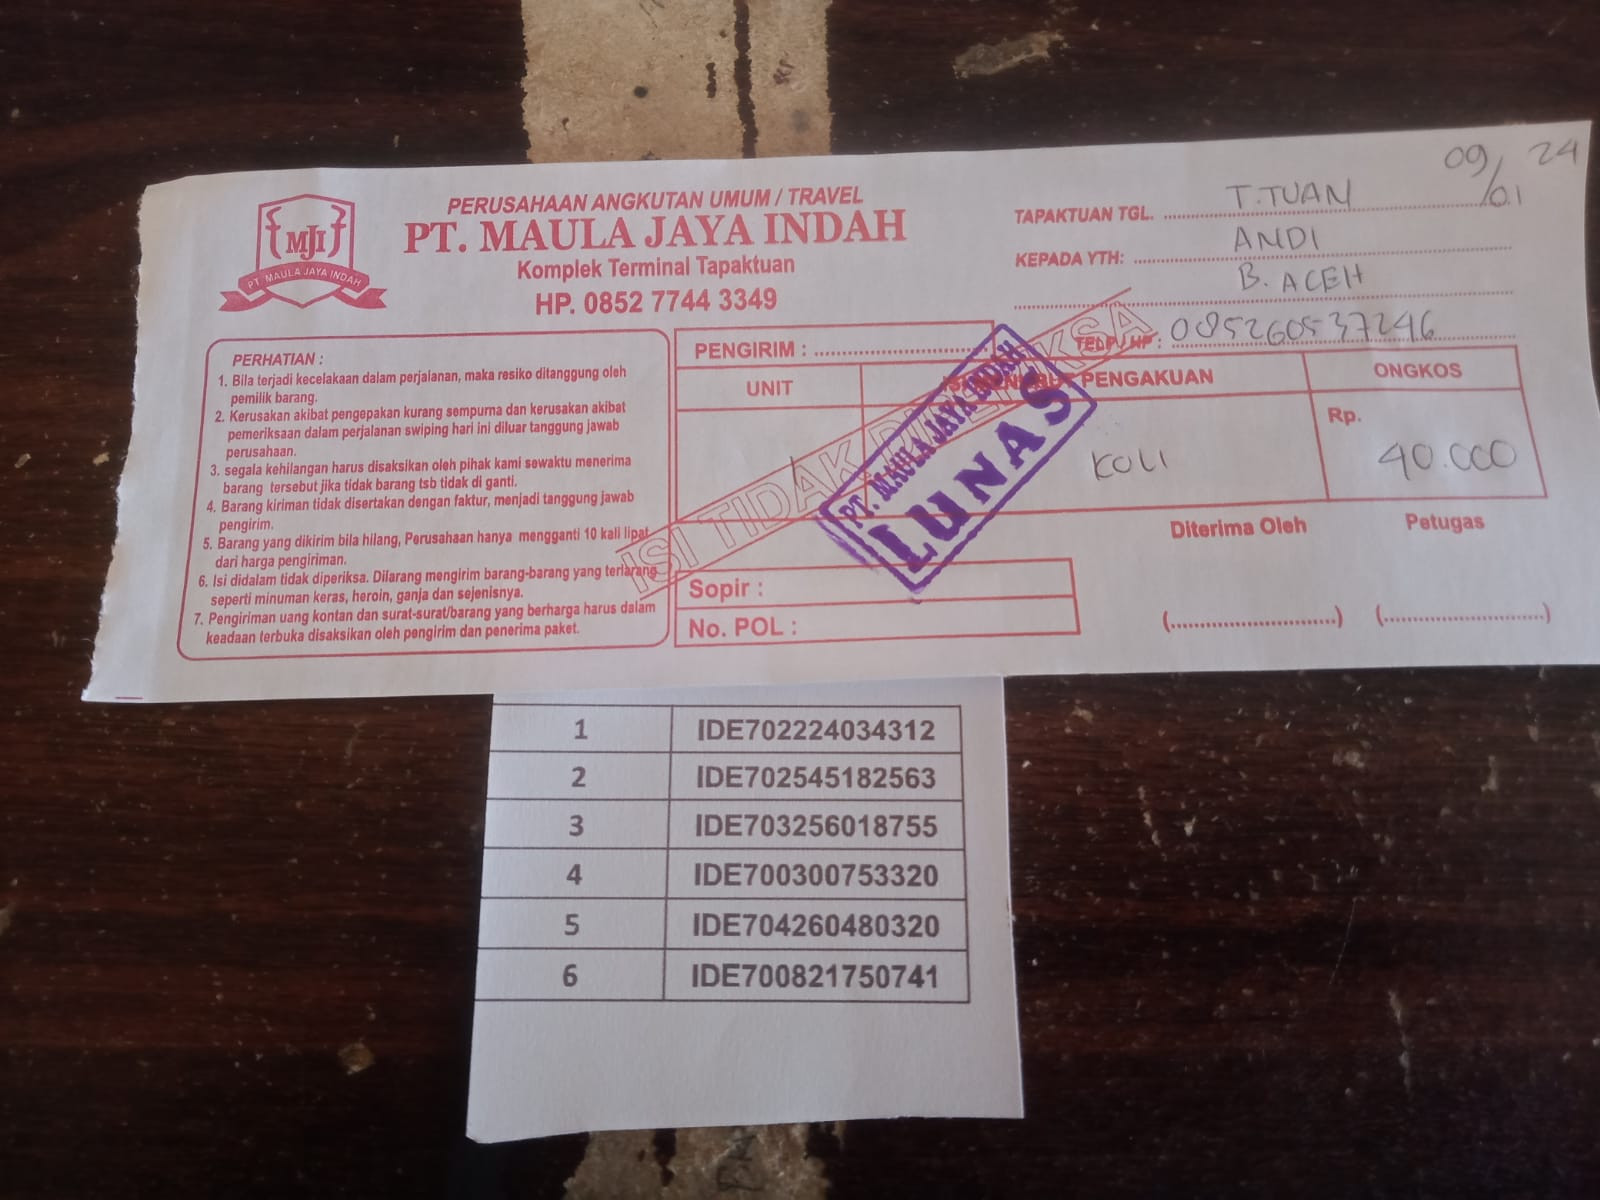 PERUSAHAAN ANGKUTAN UMUM / TRAVEL
PT. MAULA JAYA INDAH
Komplek Terminal Tapaktuan
HP. 0852 7744 3349
MJI
PT. MAULA JAYA INDAH
09/01 24
TAPAKTUAN TGL. T.TUAN
KEPADA YTH: ANDI
B. ACEH
TELP / HP : 085260537246
PERHATIAN :
1. Bila terjadi kecelakaan dalam perjalanan, maka resiko ditanggung oleh
pemilik barang.
2. Kerusakan akibat pengepakan kurang sempurna dan kerusakan akibat
pemeriksaan dalam perjalanan swiping hari ini diluar tanggung jawab
perusahaan.
3. segala kehilangan harus disaksikan oleh pihak kami sewaktu menerima
barang tersebut jika tidak barang tsb tidak di ganti.
4. Barang kiriman tidak disertakan dengan faktur, menjadi tanggung jawab
pengirim.
5. Barang yang dikirim bila hilang, Perusahaan hanya mengganti 10 kali lipat
dari harga pengiriman.
6. Isi didalam tidak diperiksa. Dilarang mengirim barang-barang yang terlarang
seperti minuman keras, heroin, ganja dan sejenisnya.
7. Pengiriman uang kontan dan surat-surat/barang yang berharga harus dalam
keadaan terbuka disaksikan oleh pengirim dan penerima paket.
PENGIRIM :
UNIT
ISI MENURUT PENGAKUAN
ONGKOS
1
KOLI
Rp.
40.000
ISI TIDAK DIPERIKSA
PT. MAULA JAYA INDAH
LUNAS
Sopir :
No. POL :
Diterima Oleh
Petugas
(..............................)
(..............................)
1 IDE702224034312
2 IDE702545182563
3 IDE703256018755
4 IDE700300753320
5 IDE704260480320
6 IDE700821750741